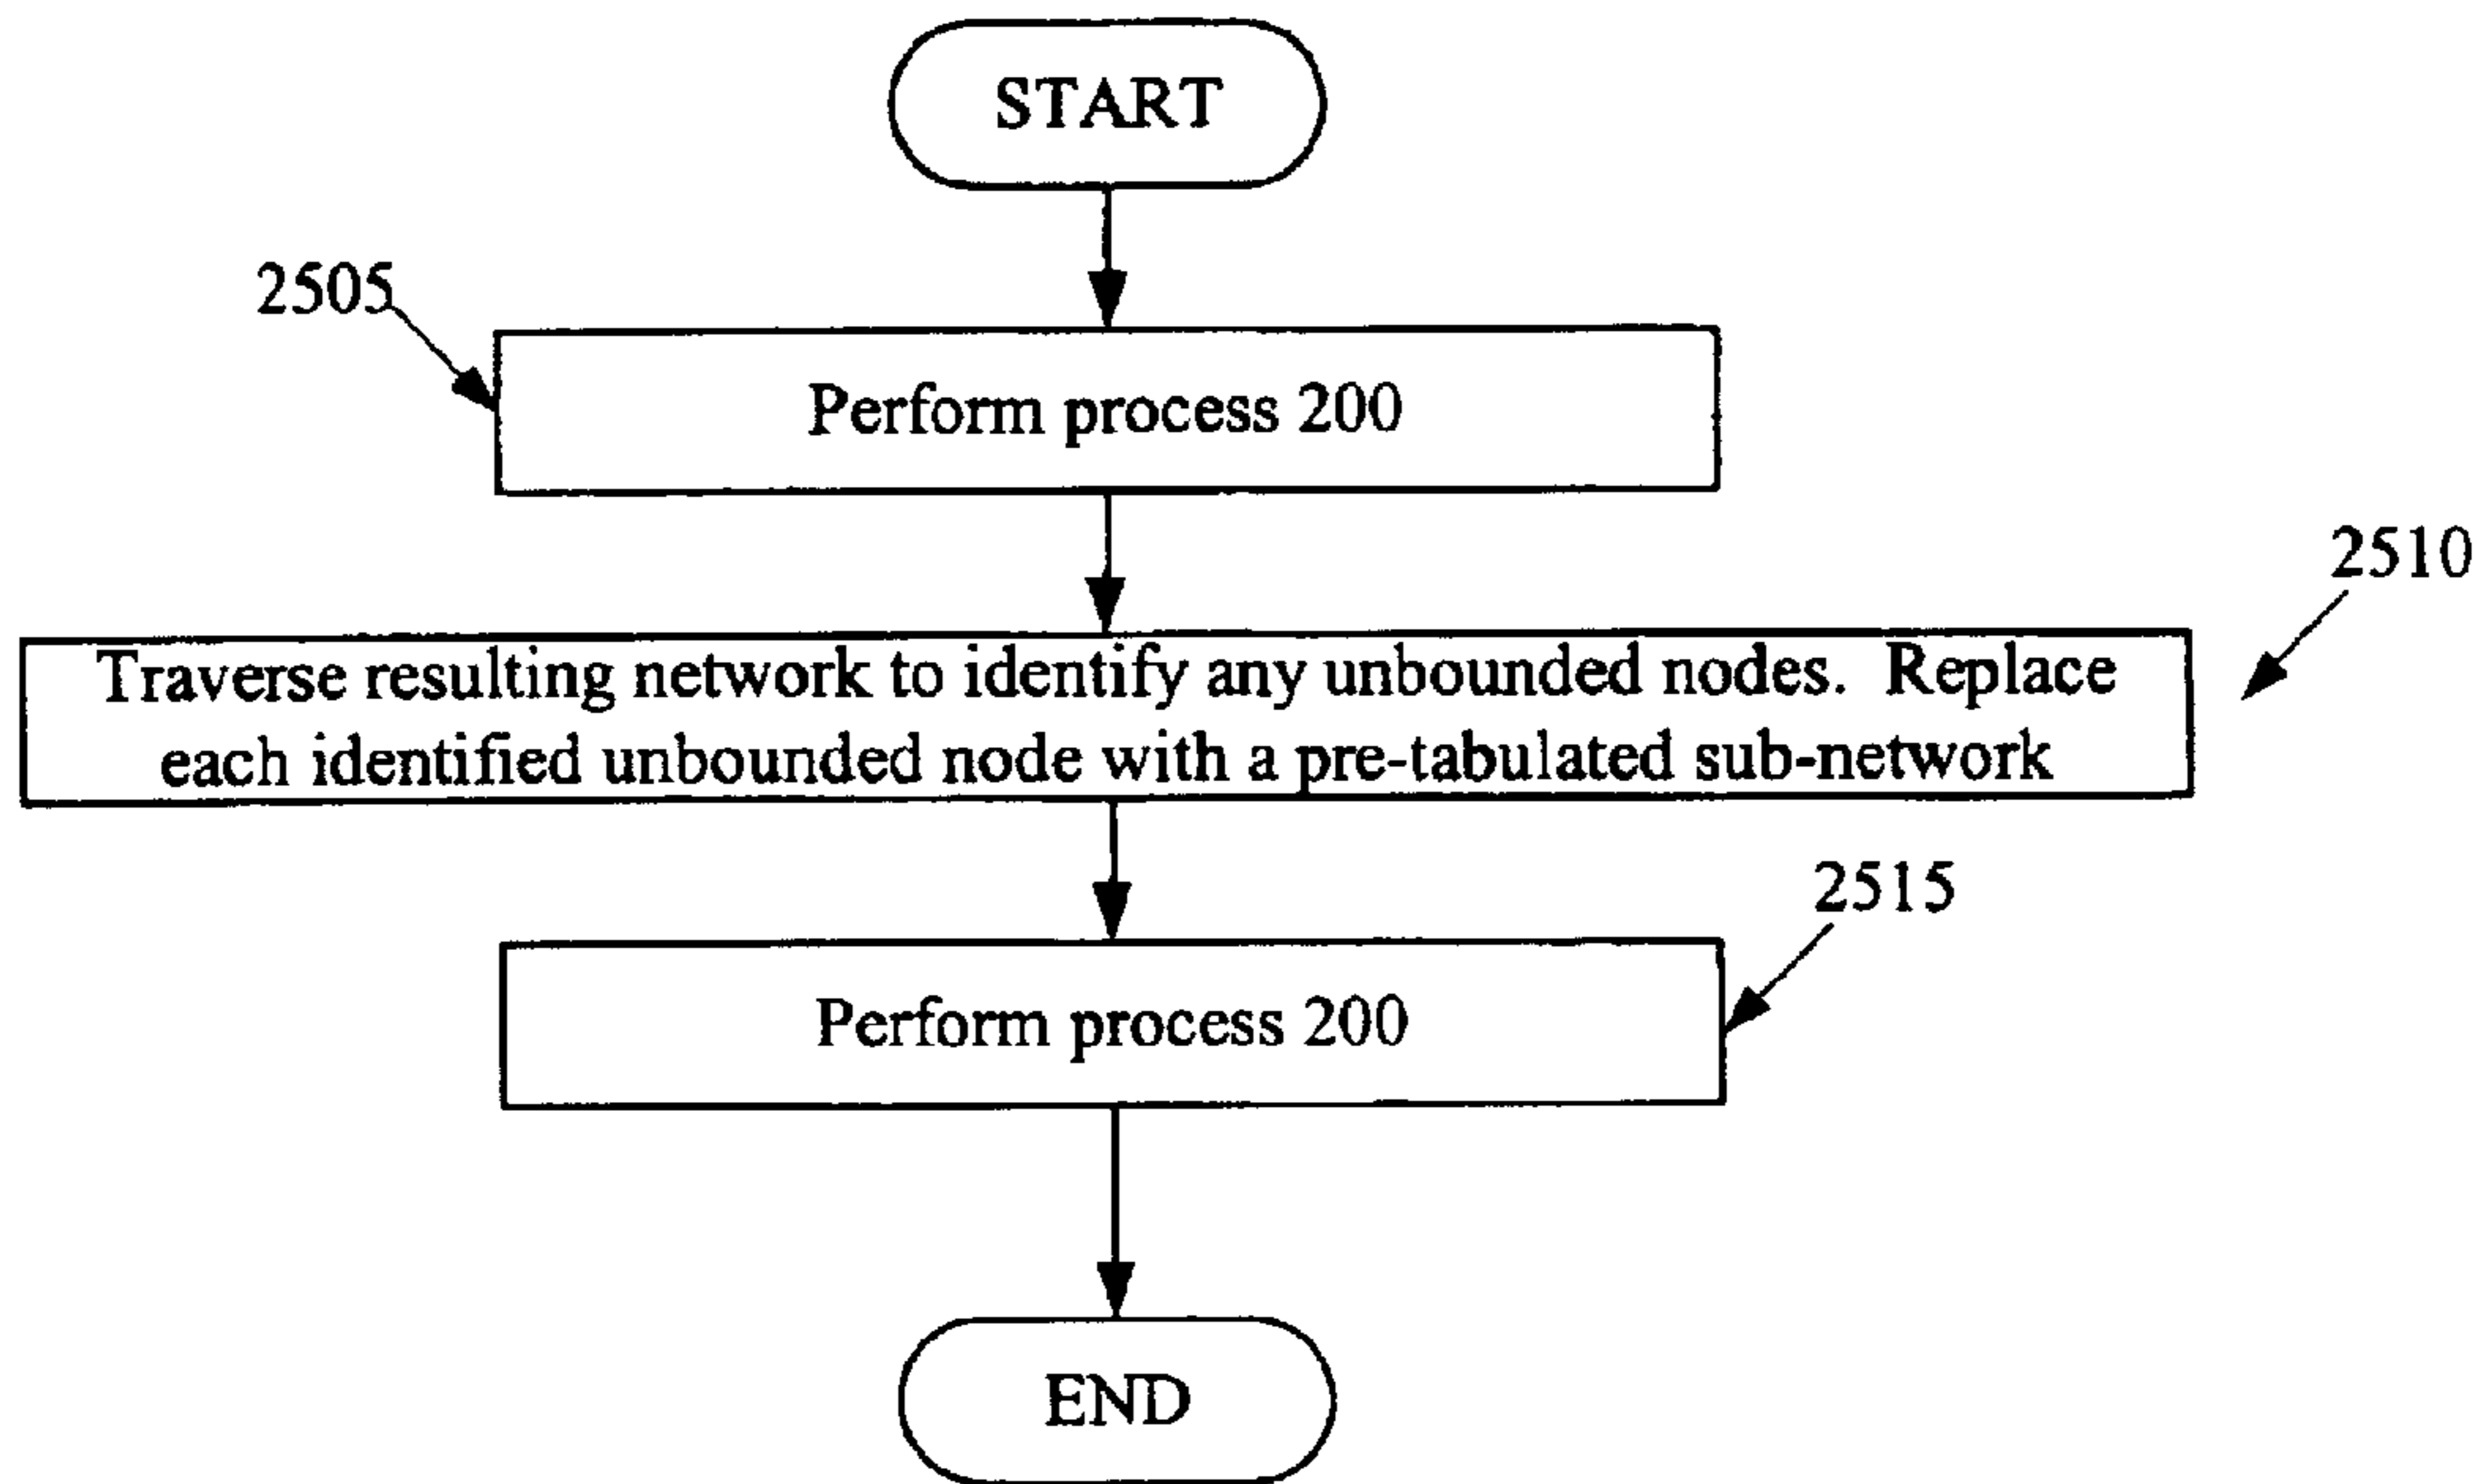 START
2505
Perform process 200
2510
Traverse resulting network to identify any unbounded nodes.  Replace
each identified unbounded node with a pre-tabulated sub-network
2515
Perform process 200
END